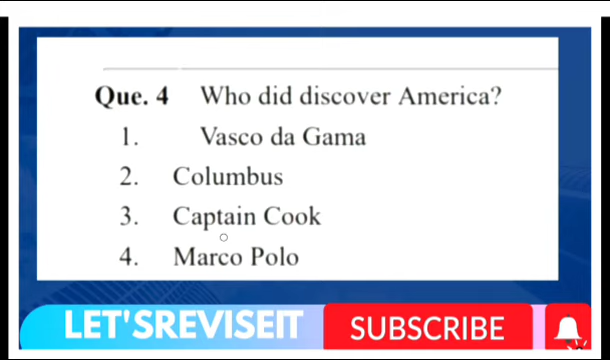 Que. 4 Who did discover America?
1. Vasco da Gama
2. Columbus
3. Captain Cook
4. Marco Polo
LET'SREVISEIT SUBSCRIBE